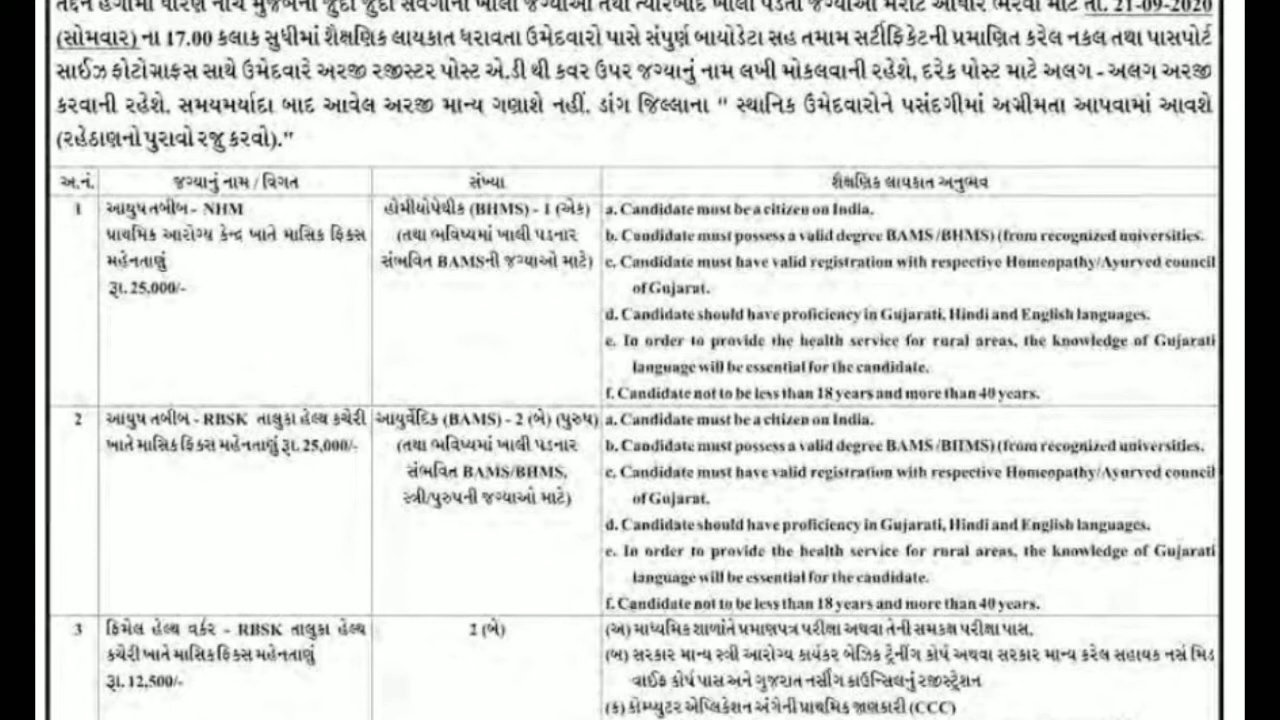 તદ્દન હંગામી ધોરણે નીચે મુજબની જુદા જુદા સંવર્ગની ખાલી જગ્યાઓ તથા ત્યારબાદ ખાલી પડતી જગ્યાઓ મેરીટ આધારે ભરવા માટે તા. 21-09-2020
(સોમવાર) ના 17.00 કલાક સુધીમાં શૈક્ષણિક લાયકાત ધરાવતા ઉમેદવારો પાસે સંપુર્ણ બાયોડેટા સહ તમામ સર્ટીફિકેટની પ્રમાણિત કરેલ નકલ તથા પાસપોર્ટ
સાઈઝ ફોટોગ્રાફસ સાથે ઉમેદવારે અરજી રજીસ્ટર પોસ્ટ એ.ડી થી કવર ઉપર જગ્યાનું નામ લખી મોકલવાની રહેશે, દરેક પોસ્ટ માટે અલગ - અલગ અરજી
કરવાની રહેશે. સમયમર્યાદા બાદ આવેલ અરજી માન્ય ગણાશે નહીં. ડાંગ જિલ્લાના " સ્થાનિક ઉમેદવારોને પસંદગીમાં અગ્રીમતા આપવામાં આવશે
(રહેઠાણનો પુરાવો રજુ કરવો)."
અ.નં. જગ્યાનું નામ / વિગત સંખ્યા શૈક્ષણિક લાયકાત અનુભવ
1 આયુષ તબીબ - NHM હોમીયોપેથીક (BHMS) - 1 (એક) a. Candidate must be a citizen on India.
પ્રાથમિક આરોગ્ય કેન્દ્ર ખાતે માસિક ફિકસ (તથા ભવિષ્યમાં ખાલી પડનાર b. Candidate must possess a valid degree BAMS /BHMS) (from recognized universities.
મહેનતાણું સંભવિત BAMSની જગ્યાઓ માટે) c. Candidate must have valid registration with respective Homeopathy/Ayurved council
રૂા. 25,000/- of Gujarat.
d. Candidate should have proficiency in Gujarati, Hindi and English languages.
e. In order to provide the health service for rural areas, the knowledge of Gujarati
language will be essential for the candidate.
f. Candidate not to be less than 18 years and more than 40 years.
2 આયુષ તબીબ - RBSK તાલુકા હેલ્થ કચેરી આયુર્વેદિક (BAMS) - 2 (બે) (પુરુષ) a. Candidate must be a citizen on India.
ખાતે માસિક ફિકસ મહેનતાણું રૂા. 25,000/- (તથા ભવિષ્યમાં ખાલી પડનાર b. Candidate must possess a valid degree BAMS /BHMS) (from recognized universities.
સંભવિત BAMS/BHMS, c. Candidate must have valid registration with respective Homeopathy/Ayurved council
સ્ત્રી/પુરુષની જગ્યાઓ માટે) of Gujarat.
d. Candidate should have proficiency in Gujarati, Hindi and English languages.
e. In order to provide the health service for rural areas, the knowledge of Gujarati
language will be essential for the candidate.
f. Candidate not to be less than 18 years and more than 40 years.
3 ફિમેલ હેલ્થ વર્કર - RBSK તાલુકા હેલ્થ 2 (બે) (અ) માધ્યમિક શાળાંત પ્રમાણપત્ર પરીક્ષા અથવા તેની સમકક્ષ પરીક્ષા પાસ.
કચેરી ખાતે માસિક ફિકસ મહેનતાણું (બ) સરકાર માન્ય સ્ત્રી આરોગ્ય કાર્યકર બેઝિક ટ્રેનીંગ કોર્ષ અથવા સરકાર માન્ય કરેલ સહાયક નર્સ મિડ
રૂા. 12,500/- વાઈફ કોર્ષ પાસ અને ગુજરાત નર્સીંગ કાઉન્સિલનું રજીસ્ટ્રેશન
(ક) કોમ્પ્યુટર એપ્લિકેશન અંગેની પ્રાથમિક જાણકારી (CCC)